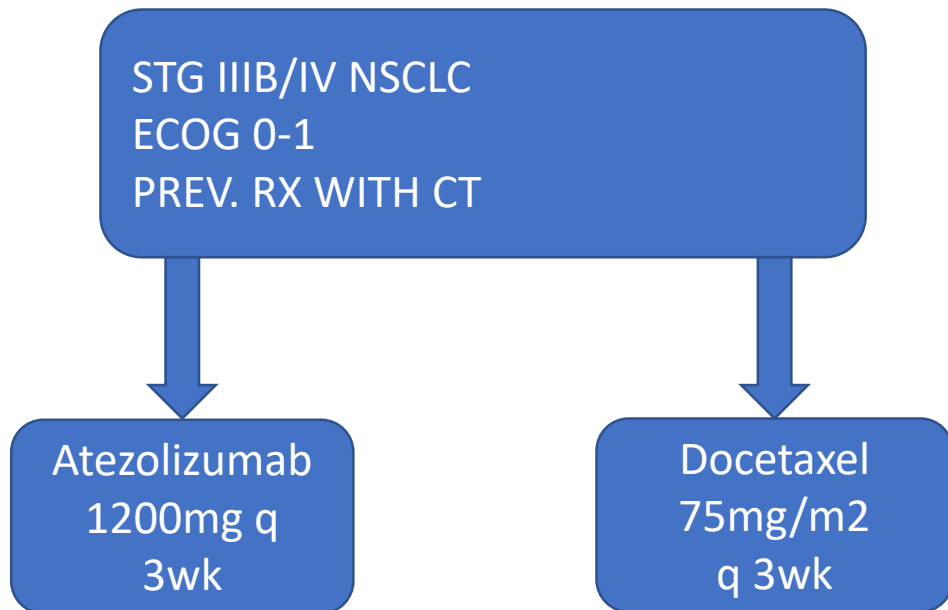 STG IIIB/IV NSCLC
ECOG 0-1
PREV. RX WITH CT
Atezolizumab
1200mg q
3wk
Docetaxel
75mg/m2
q 3wk